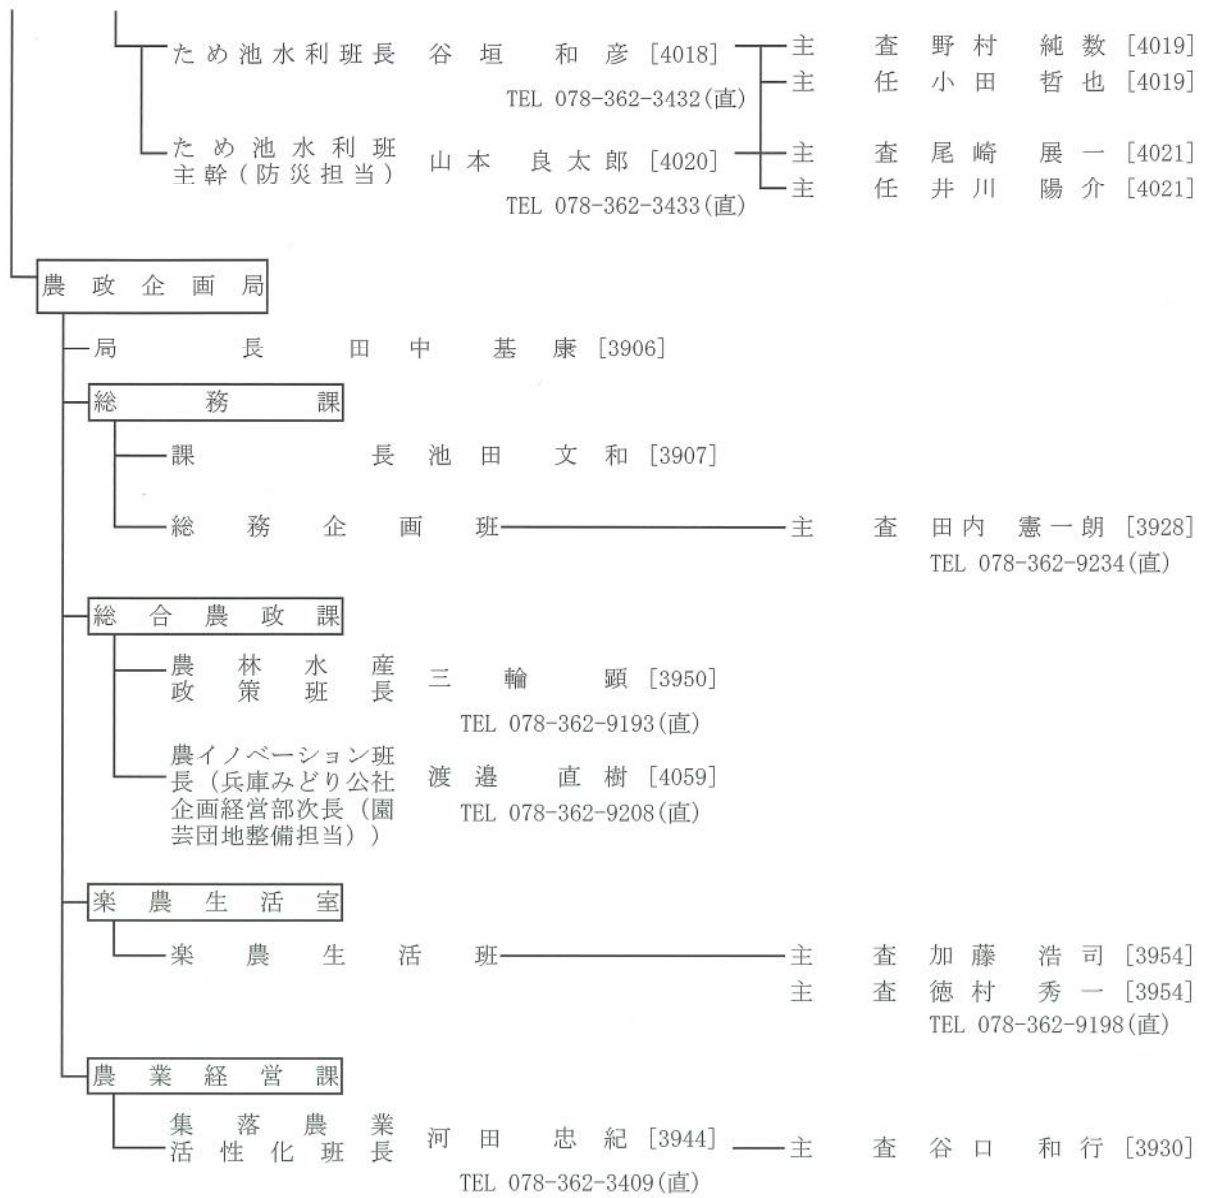 ため池水利班長 谷垣 和彦 [4018] 主査 野村 純数 [4019]
主任 小田 哲也 [4019]
TEL 078-362-3432(直)
ため池水利班
主幹(防災担当) 山本 良太郎 [4020] 主査 尾崎 展一 [4021]
主任 井川 陽介 [4021]
TEL 078-362-3433(直)
農政企画局
局長 田中 基康 [3906]
総務課
課長 池田 文和 [3907]
総務企画班 主査 田内 憲一朗 [3928]
TEL 078-362-9234(直)
総合農政課
農林水産
政策班長 三輪 顕 [3950]
TEL 078-362-9193(直)
農イノベーション班
長(兵庫みどり公社
企画経営部次長(園
芸団地整備担当)) 渡邉 直樹 [4059]
TEL 078-362-9208(直)
楽農生活室
楽農生活班 主査 加藤 浩司 [3954]
主査 徳村 秀一 [3954]
TEL 078-362-9198(直)
農業経営課
集落農業
活性化班長 河田 忠紀 [3944] 主査 谷口 和行 [3930]
TEL 078-362-3409(直)